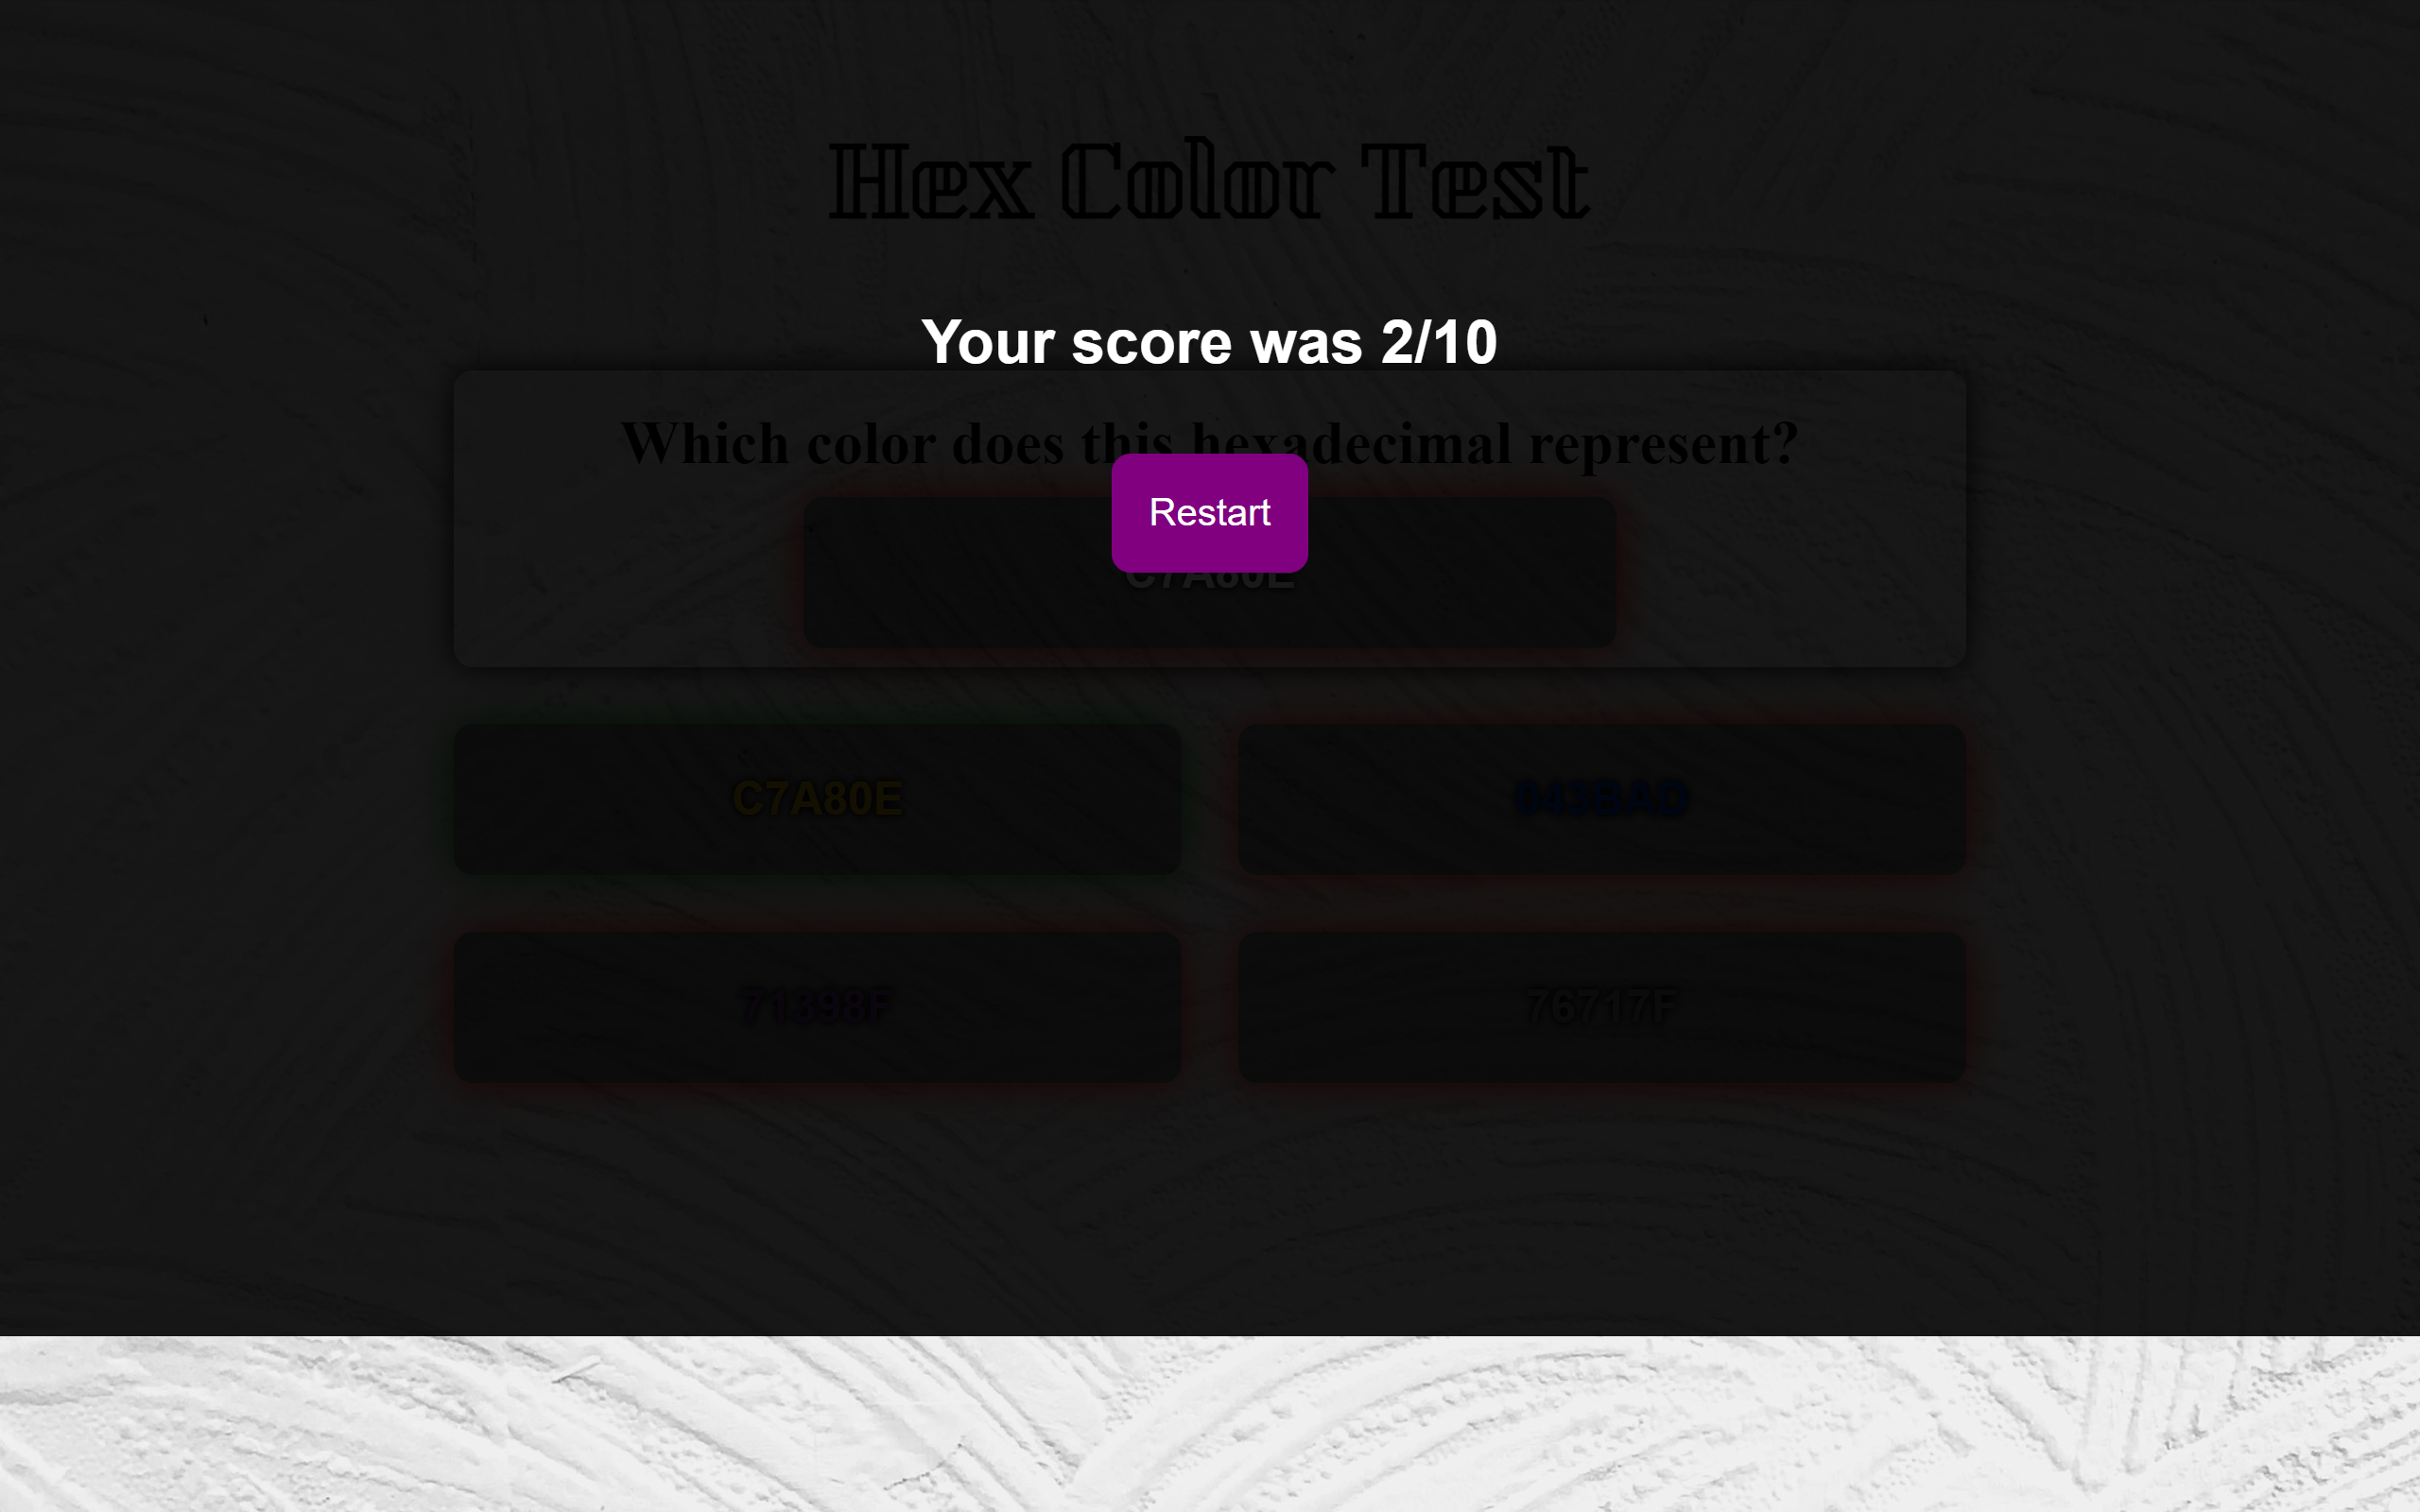 Hex Color Test
Your score was 2/10
Which color does this hexadecimal represent?
Restart
C7A80E
C7A80E
043BAD
71398F
76717F